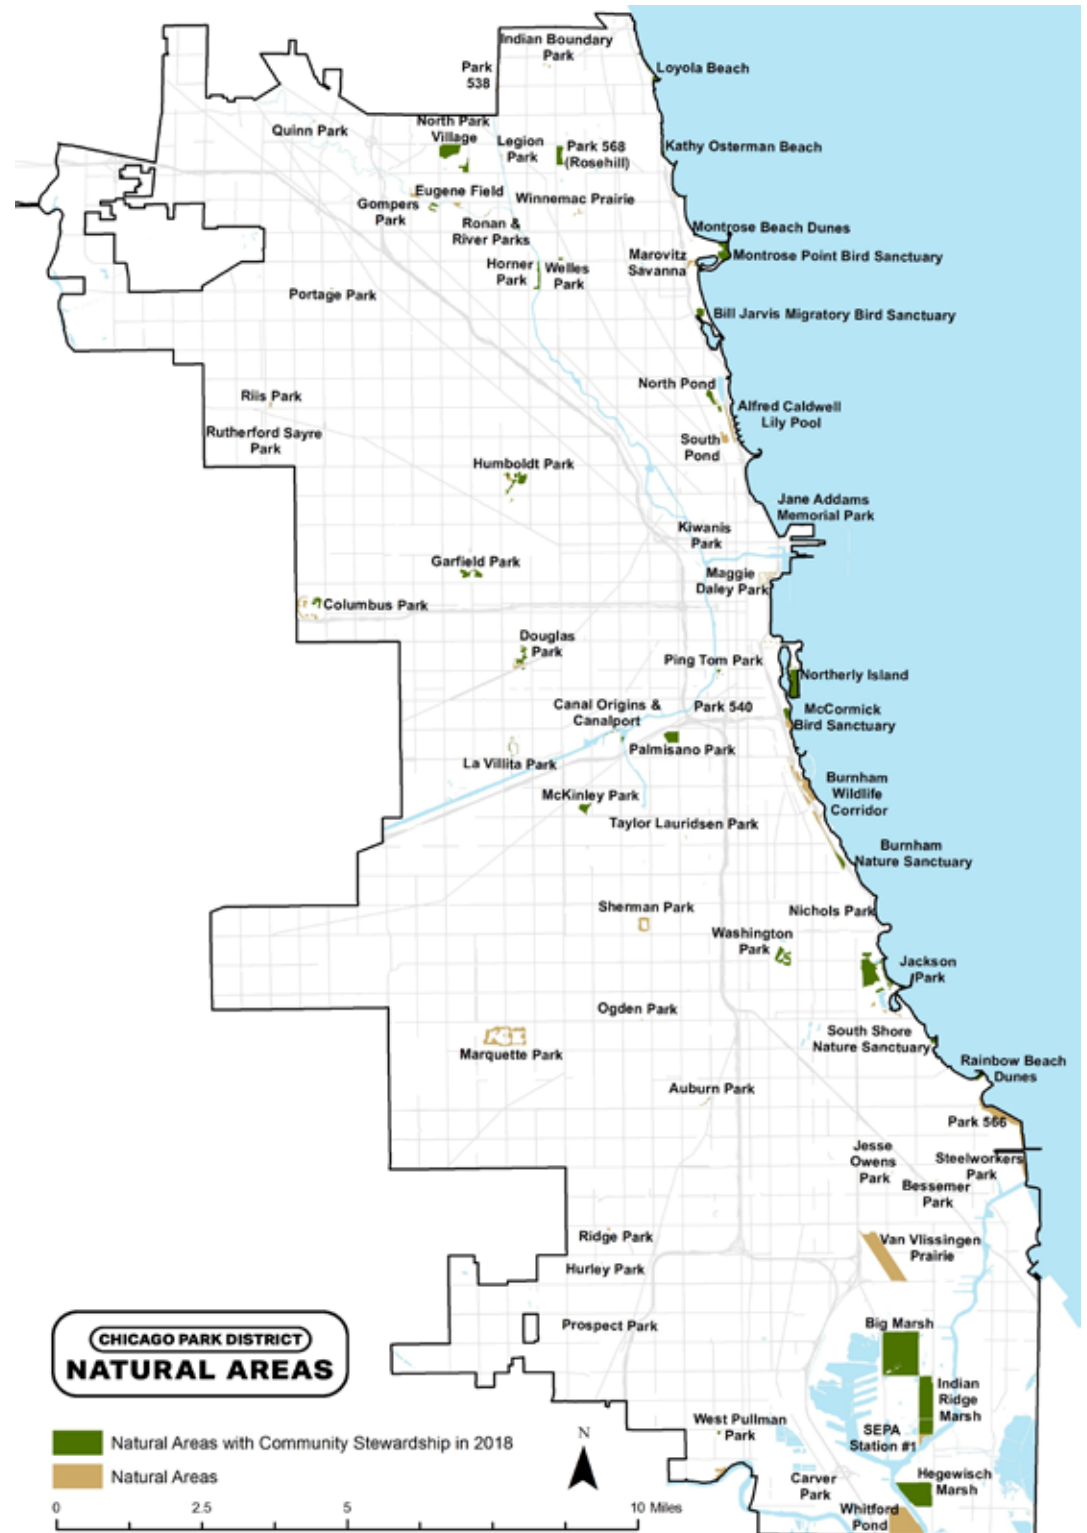 Indian Boundary
Park
Park
538
Loyola Beach
Quinn Park
North Park
Village
Legion
Park
Park 568
(Rosehill)
Kathy Osterman Beach
Eugene Field
Gompers
Park
Winnemac Prairie
Ronan &
River Parks
Montrose Beach Dunes
Marovitz
Savanna
Montrose Point Bird Sanctuary
Horner
Park
Welles
Park
Portage Park
Bill Jarvis Migratory Bird Sanctuary
North Pond
Riis Park
Alfred Caldwell
Lily Pool
Rutherford Sayre
Park
South
Pond
Humboldt Park
Jane Addams
Memorial Park
Kiwanis
Park
Garfield Park
Maggie
Daley Park
Columbus Park
Douglas
Park
Ping Tom Park
Northerly Island
Canal Origins &
Canalport
Park 540
McCormick
Bird Sanctuary
Palmisano Park
La Villita Park
Burnham
Wildlife
Corridor
McKinley Park
Taylor Lauridsen Park
Burnham
Nature Sanctuary
Sherman Park
Nichols Park
Washington
Park
Jackson
Park
Ogden Park
South Shore
Nature Sanctuary
Marquette Park
Rainbow Beach
Dunes
Auburn Park
Park 566
Jesse
Owens
Park
Steelworkers
Park
Bessemer
Park
Ridge Park
Van Vlissingen
Prairie
Hurley Park
Prospect Park
Big Marsh
Indian
Ridge
Marsh
West Pullman
Park
SEPA
Station #1
Hegewisch
Marsh
Carver
Park
Whitford
Pond
CHICAGO PARK DISTRICT
NATURAL AREAS
Natural Areas with Community Stewardship in 2018
Natural Areas
N
0 2.5 5 10 Miles